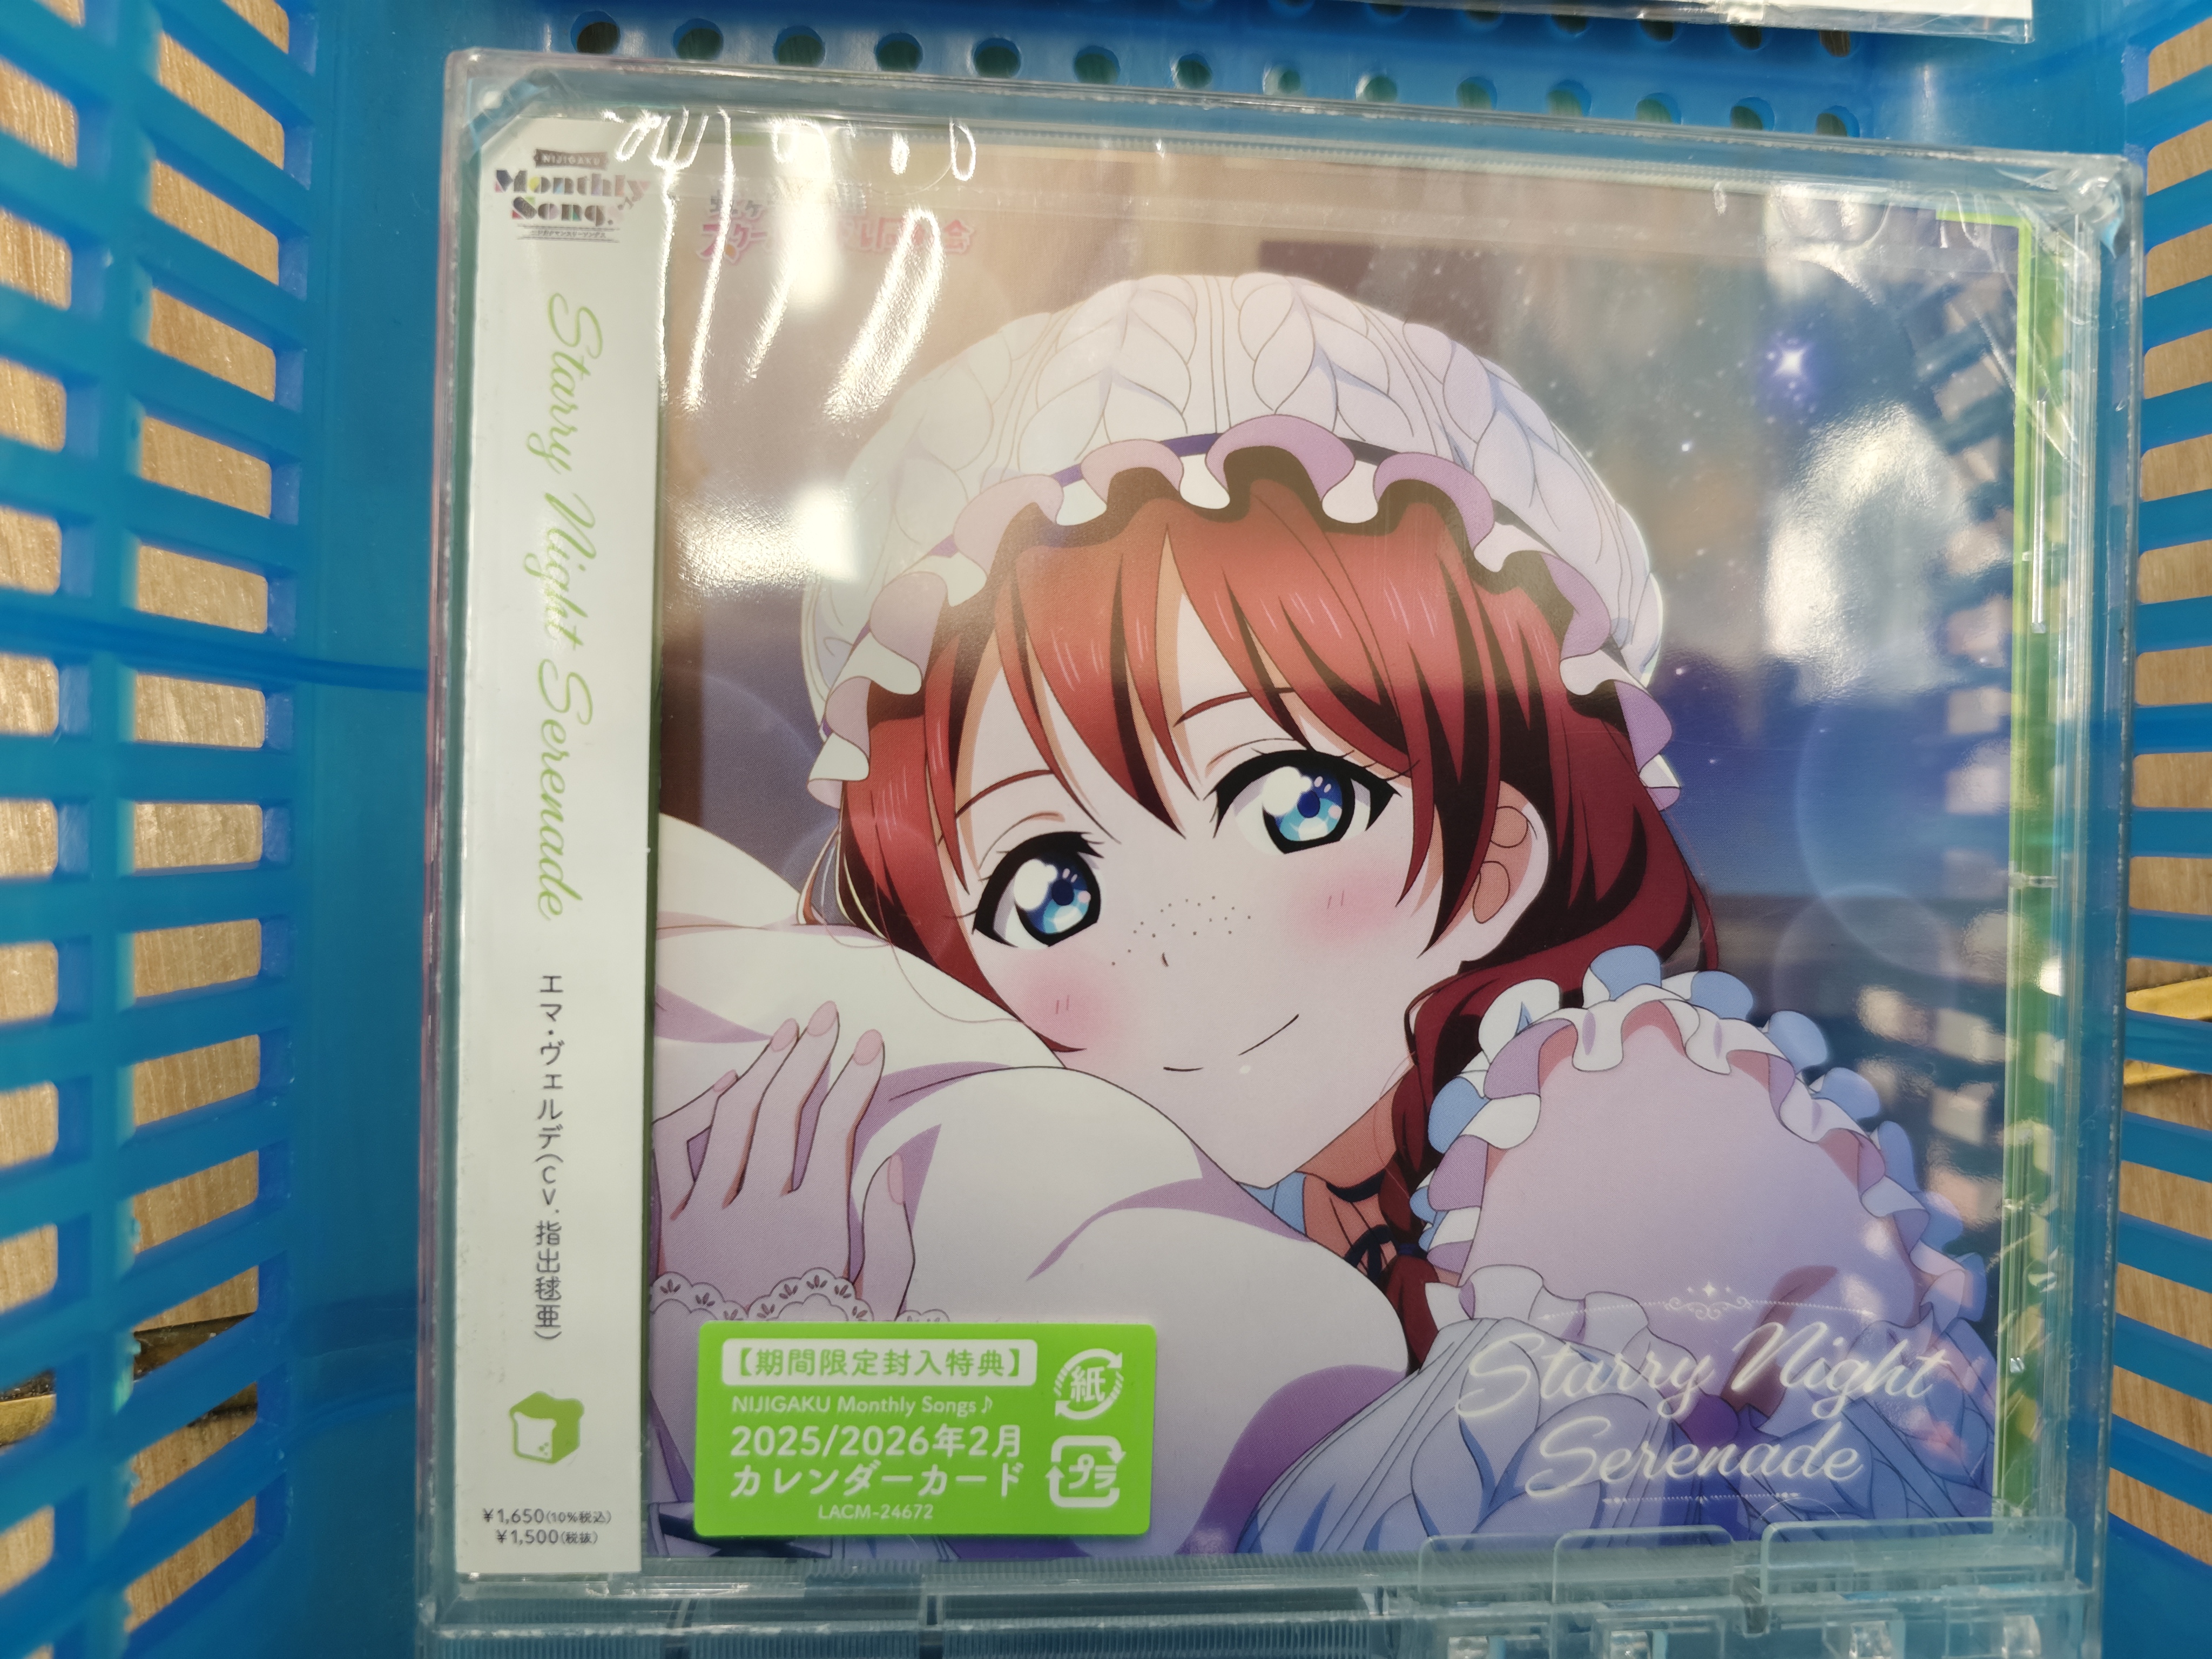 NIJIGAKU
Monthly
Song
Starry Night Serenade
エマ・ヴェルデ(CV.指出毬亜)
¥1,650(10%税込)
¥1,500(税抜)
【期間限定封入特典】
NIJIGAKU Monthly Songs♪
2025/2026年2月
カレンダーカード
LACM-24672
紙
プラ
Starry Night
Serenade